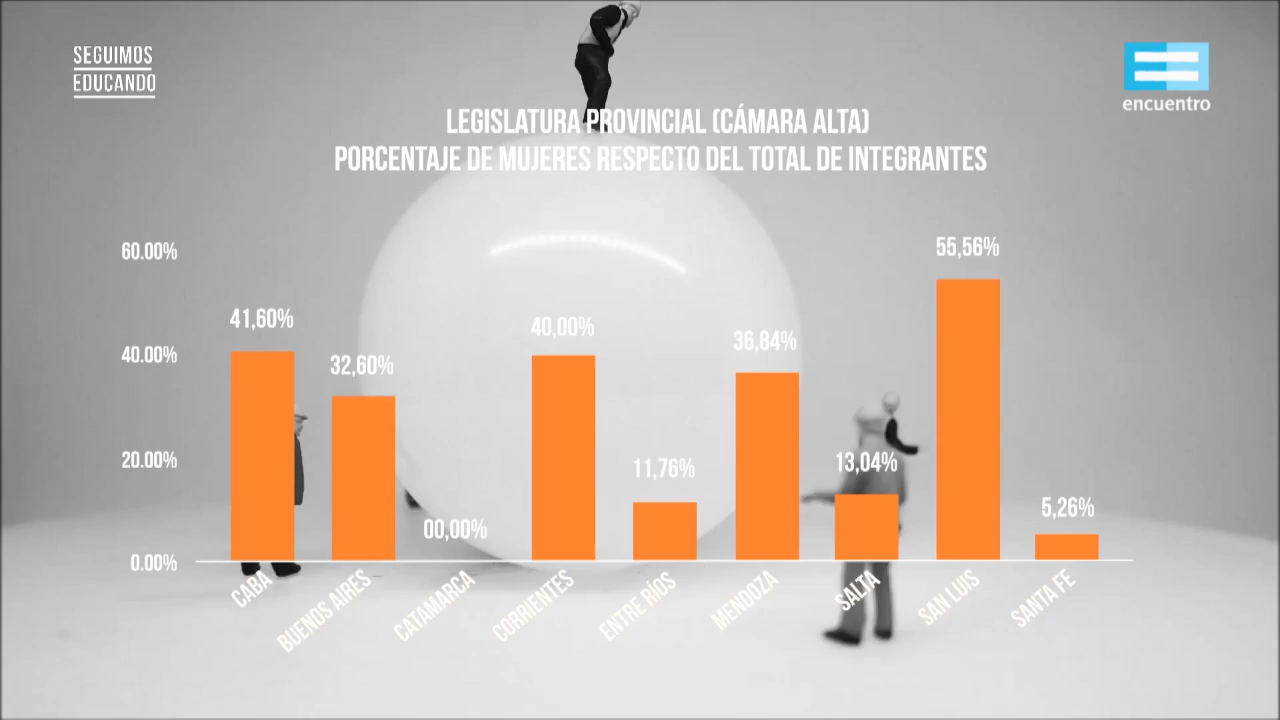 SEGUIMOS
EDUCANDO
encuentro
LEGISLATURA PROVINCIAL (CÁMARA ALTA)
PORCENTAJE DE MUJERES RESPECTO DEL TOTAL DE INTEGRANTES
60.00%
40.00%
20.00%
0.00%
41,60%
32,60%
00,00%
40,00%
11,76%
36,84%
13,04%
55,56%
5,26%
CABA
BUENOS AIRES
CATAMARCA
CORRIENTES
ENTRE RÍOS
MENDOZA
SALTA
SAN LUIS
SANTA FE